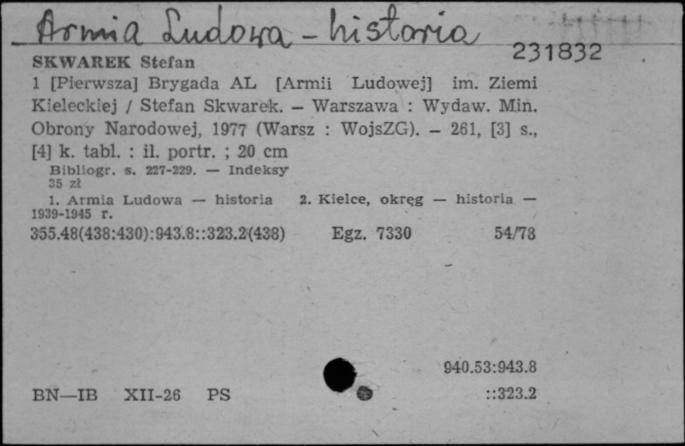 Armia Ludowa - historia
231832
SKWAREK Stefan
1 [Pierwsza] Brygada AL [Armii Ludowej] im. Ziemi
Kieleckiej / Stefan Skwarek. — Warszawa : Wydaw. Min.
Obrony Narodowej, 1977 (Warsz : WojsZG). — 261, [3] s.,
[4] k. tabl. : il. portr. ; 20 cm
Bibliogr. s. 227-229. — Indeksy
35 zł
1. Armia Ludowa — historia 2. Kielce, okręg — historia —
1939-1945 r.
355.48(438:430):943.8::323.2(438) Egz. 7330 54/78
940.53:943.8
BN—IB XII-26 PS ::323.2